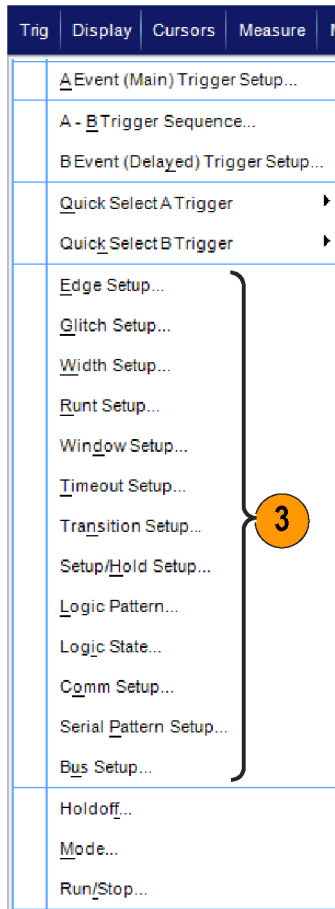 Trig Display Cursors Measure
A Event (Main) Trigger Setup...
A - B Trigger Sequence...
B Event (Delayed) Trigger Setup...
Quick Select A Trigger
Quick Select B Trigger
Edge Setup...
Glitch Setup...
Width Setup...
Runt Setup...
Window Setup...
Timeout Setup...
Transition Setup...
3
Setup/Hold Setup...
Logic Pattern...
Logic State...
Comm Setup...
Serial Pattern Setup...
Bus Setup...
Holdoff...
Mode...
Run/Stop...